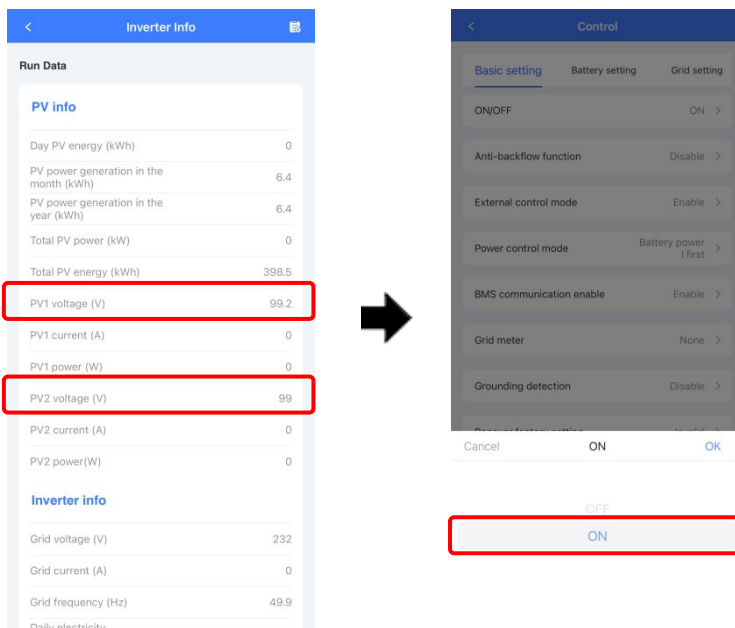 Inverter Info
Run Data
PV info
Day PV energy (kWh) 0
PV power generation in the
month (kWh) 6.4
PV power generation in the
year (kWh) 6.4
Total PV power (kW) 0
Total PV energy (kWh) 398.5
PV1 voltage (V) 99.2
PV1 current (A) 0
PV1 power (W) 0
PV2 voltage (V) 99
PV2 current (A) 0
PV2 power(W) 0
Inverter info
Grid voltage (V) 232
Grid current (A) 0
Grid frequency (Hz) 49.9
Daily electricity
Control
Basic setting Battery setting Grid setting
ON/OFF ON
Anti-backflow function Disable
External control mode Enable
Power control mode Battery power
l first
BMS communication enable Enable
Grid meter None
Grounding detection Disable
Cancel ON OK
OFF
ON